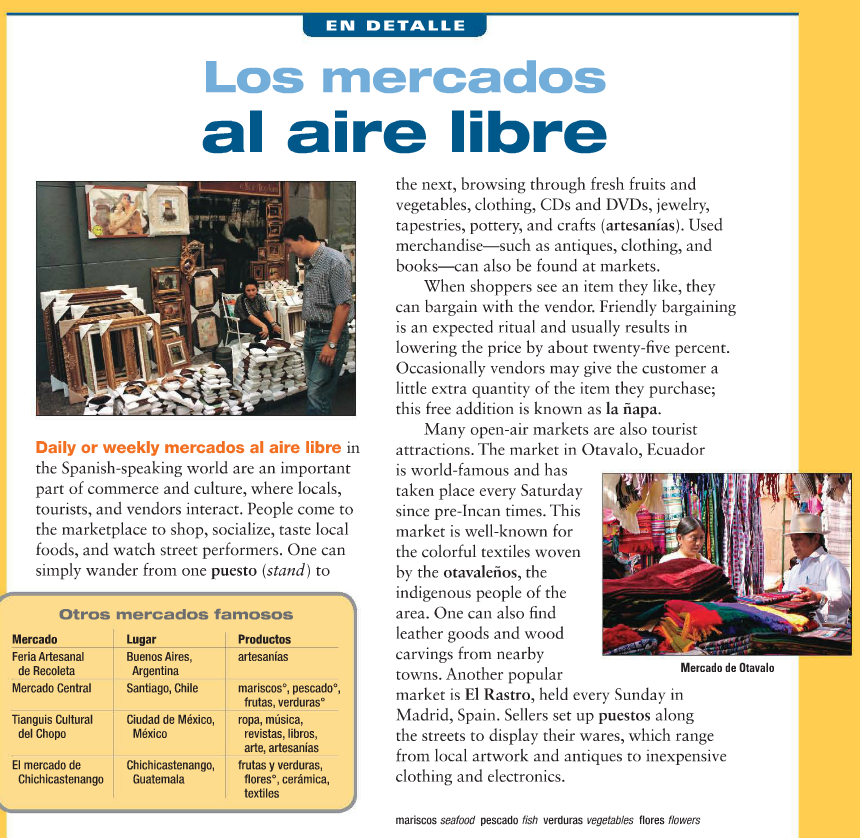 EN DETALLE
Los mercados
al aire libre
Daily or weekly mercados al aire libre in
the Spanish-speaking world are an important
part of commerce and culture, where locals,
tourists, and vendors interact. People come to
the marketplace to shop, socialize, taste local
foods, and watch street performers. One can
simply wander from one puesto (stand) to
the next, browsing through fresh fruits and
vegetables, clothing, CDs and DVDs, jewelry,
tapestries, pottery, and crafts (artesanías). Used
merchandise—such as antiques, clothing, and
books—can also be found at markets.
When shoppers see an item they like, they
can bargain with the vendor. Friendly bargaining
is an expected ritual and usually results in
lowering the price by about twenty-five percent.
Occasionally vendors may give the customer a
little extra quantity of the item they purchase;
this free addition is known as la ñapa.
Many open-air markets are also tourist
attractions. The market in Otavalo, Ecuador
is world-famous and has
taken place every Saturday
since pre-Incan times. This
market is well-known for
the colorful textiles woven
by the otavaleños, the
indigenous people of the
area. One can also find
leather goods and wood
carvings from nearby
towns. Another popular
market is El Rastro, held every Sunday in
Madrid, Spain. Sellers set up puestos along
the streets to display their wares, which range
from local artwork and antiques to inexpensive
clothing and electronics.
Mercado de Otavalo
Otros mercados famosos
Mercado Lugar Productos
Feria Artesanal Buenos Aires, artesanías
de Recoleta Argentina
Mercado Central Santiago, Chile mariscos°, pescado°,
frutas, verduras°
Tianguis Cultural Ciudad de México, ropa, música,
del Chopo México revistas, libros,
arte, artesanías
El mercado de Chichicastenango, frutas y verduras,
Chichicastenango Guatemala flores°, cerámica,
textiles
mariscos seafood pescado fish verduras vegetables flores flowers